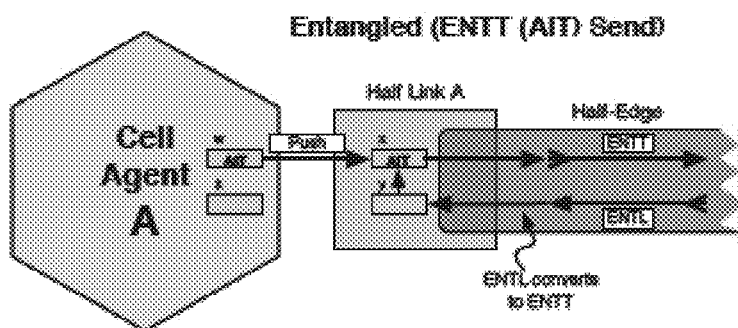 Entangled (ENTT (AIT) Send)
Half Link A
Half-Edge
Cell
Agent
A
w
AIT
z
Push
x
AIT
y
ENTT
ENTL
ENTL converts
to ENTT